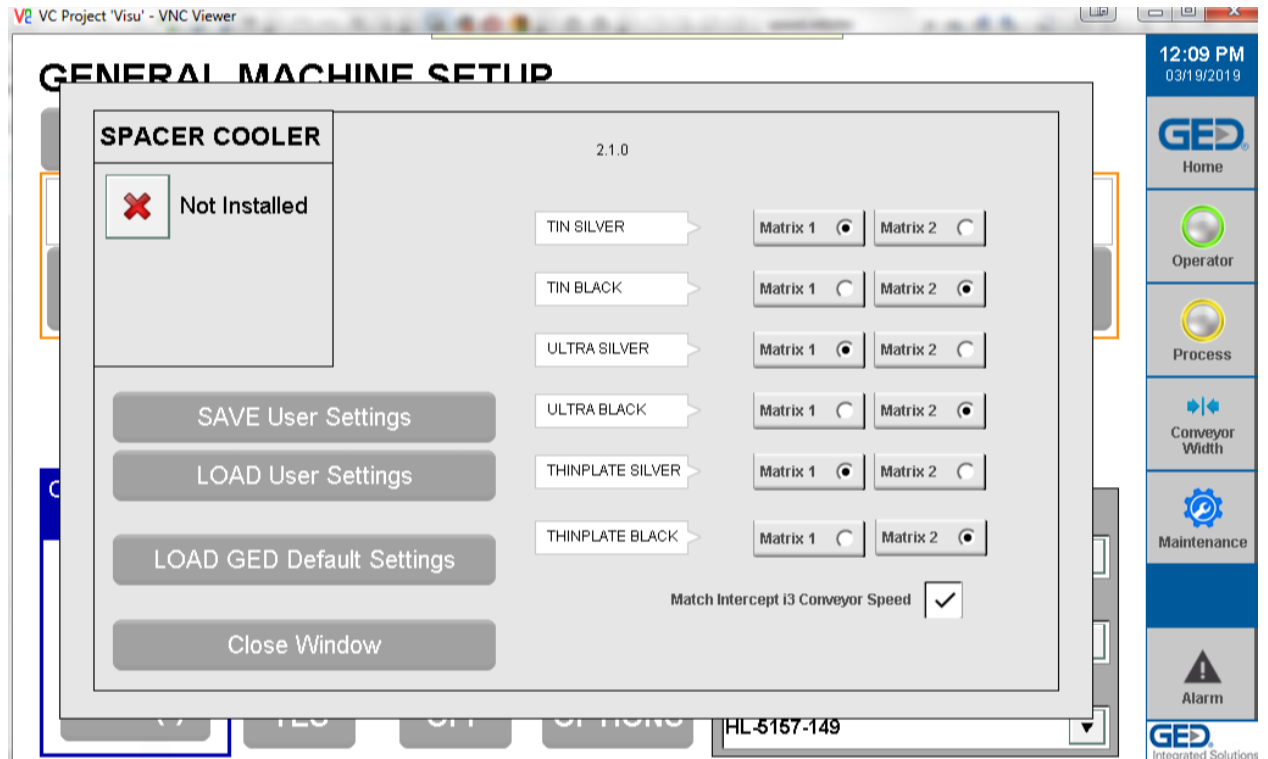 VC Project 'Visu' - VNC Viewer
GENERAL MACHINE SETUP
12:09 PM
03/19/2019
SPACER COOLER
Not Installed
2.1.0
TIN SILVER Matrix 1 Matrix 2
TIN BLACK Matrix 1 Matrix 2
ULTRA SILVER Matrix 1 Matrix 2
ULTRA BLACK Matrix 1 Matrix 2
THINPLATE SILVER Matrix 1 Matrix 2
THINPLATE BLACK Matrix 1 Matrix 2
Match Intercept i3 Conveyor Speed
SAVE User Settings
LOAD User Settings
LOAD GED Default Settings
Close Window
YES
OFF
OPTIONS
HL-5157-149
GED
Home
Operator
Process
Conveyor
Width
Maintenance
Alarm
GED
Integrated Solutions